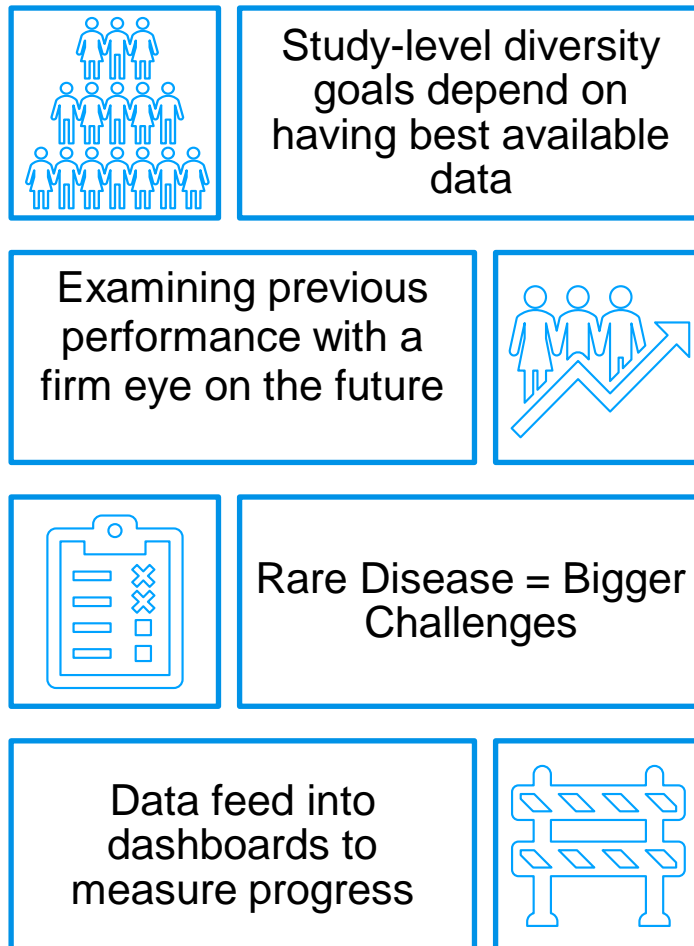 Study-level diversity
goals depend on
having best available
data
Examining previous
performance with a
firm eye on the future
Rare Disease = Bigger
Challenges
Data feed into
dashboards to
measure progress